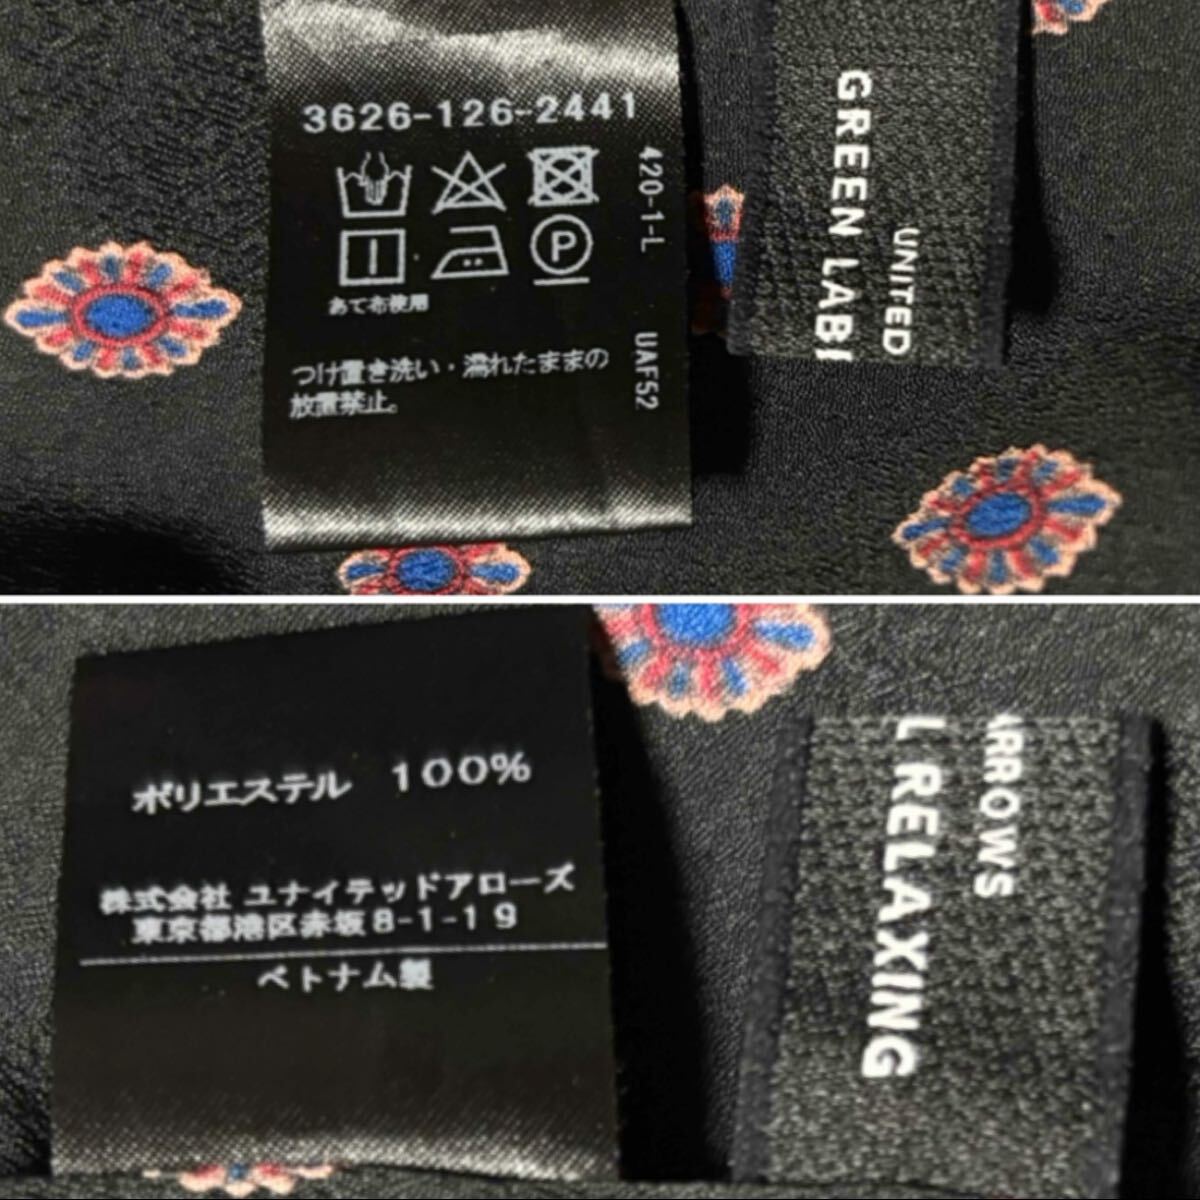 3626-126-2441
420-1-L
UAF52
P
あて布使用
つけ置き洗い・濡れたままの
放置禁止。
UNITED
GREEN LAB
ポリエステル 100%
株式会社 ユナイテッドアローズ
東京都港区赤坂8-1-19
ベトナム製
RROWS
L RELAXING